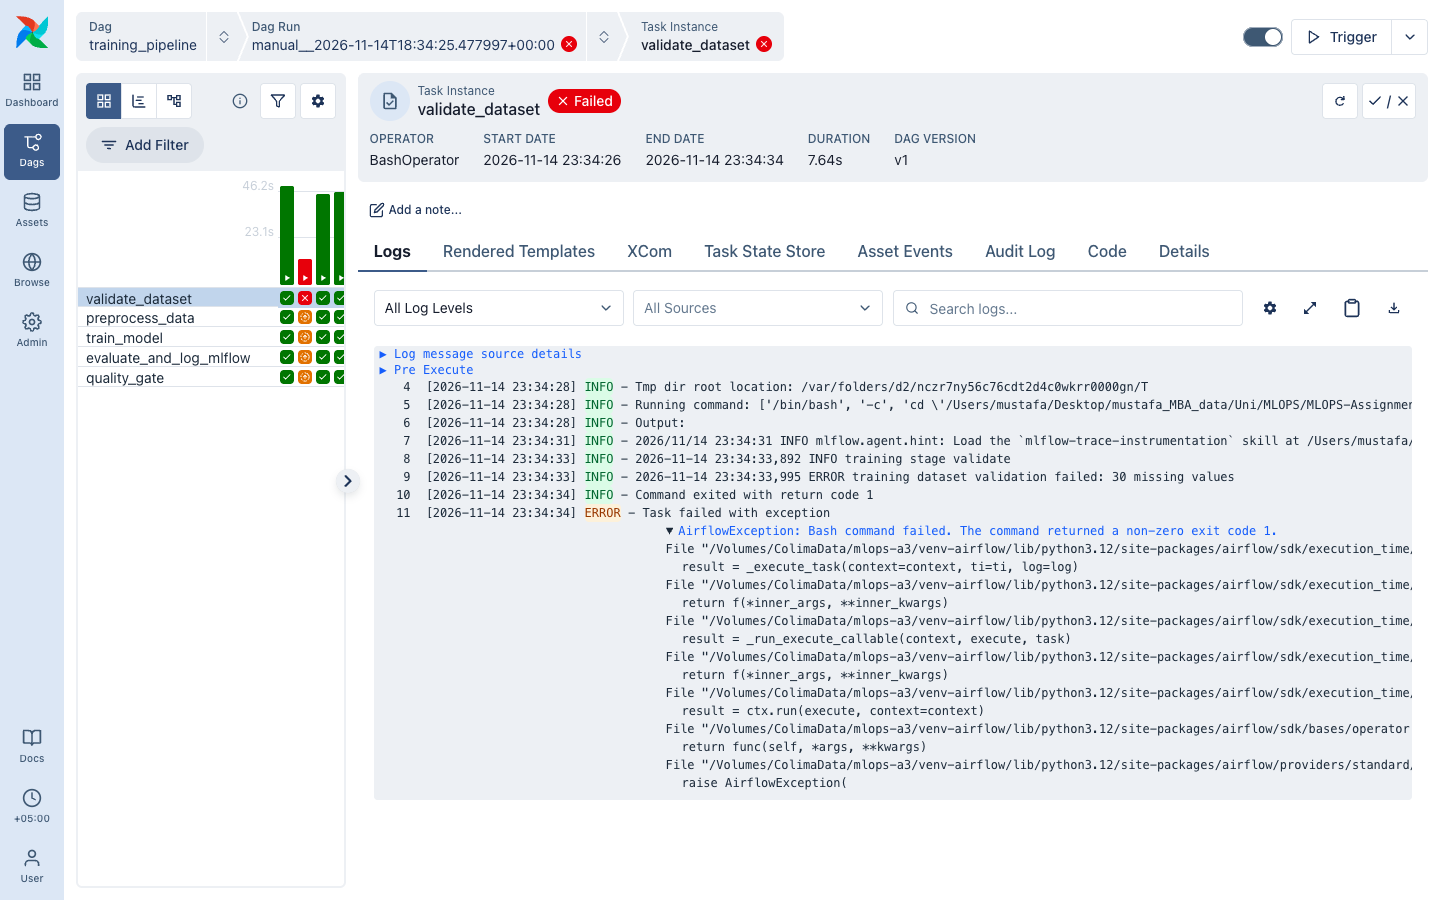 Dag
training_pipeline
Dag Run
manual__2026-11-14T18:34:25.477997+00:00
Task Instance
validate_dataset
Trigger
Dashboard
Dags
Assets
Browse
Admin
Docs
+05:00
User
Add Filter
46.2s
23.1s
validate_dataset
preprocess_data
train_model
evaluate_and_log_mlflow
quality_gate
Task Instance
validate_dataset
Failed
/
OPERATOR
BashOperator
START DATE
2026-11-14 23:34:26
END DATE
2026-11-14 23:34:34
DURATION
7.64s
DAG VERSION
v1
Add a note...
Logs Rendered Templates XCom Task State Store Asset Events Audit Log Code Details
All Log Levels
All Sources
Search logs...
▶ Log message source details
▶ Pre Execute
4 [2026-11-14 23:34:28] INFO - Tmp dir root location: /var/folders/d2/nczr7ny56c76cdt2d4c0wkrr0000gn/T
5 [2026-11-14 23:34:28] INFO - Running command: ['/bin/bash', '-c', 'cd \'/Users/mustafa/Desktop/mustafa_MBA_data/Uni/MLOPS/MLOPS-Assignmen
6 [2026-11-14 23:34:28] INFO - Output:
7 [2026-11-14 23:34:31] INFO - 2026/11/14 23:34:31 INFO mlflow.agent.hint: Load the `mlflow-trace-instrumentation` skill at /Users/mustafa/
8 [2026-11-14 23:34:33] INFO - 2026-11-14 23:34:33,892 INFO training stage validate
9 [2026-11-14 23:34:33] INFO - 2026-11-14 23:34:33,995 ERROR training dataset validation failed: 30 missing values
10 [2026-11-14 23:34:34] INFO - Command exited with return code 1
11 [2026-11-14 23:34:34] ERROR - Task failed with exception
▼ AirflowException: Bash command failed. The command returned a non-zero exit code 1.
File "/Volumes/ColimaData/mlops-a3/venv-airflow/lib/python3.12/site-packages/airflow/sdk/execution_time/
result = _execute_task(context=context, ti=ti, log=log)
File "/Volumes/ColimaData/mlops-a3/venv-airflow/lib/python3.12/site-packages/airflow/sdk/execution_time/
return f(*inner_args, **inner_kwargs)
File "/Volumes/ColimaData/mlops-a3/venv-airflow/lib/python3.12/site-packages/airflow/sdk/execution_time/
result = _run_execute_callable(context, execute, task)
File "/Volumes/ColimaData/mlops-a3/venv-airflow/lib/python3.12/site-packages/airflow/sdk/execution_time/
return f(*inner_args, **inner_kwargs)
File "/Volumes/ColimaData/mlops-a3/venv-airflow/lib/python3.12/site-packages/airflow/sdk/execution_time/
result = ctx.run(execute, context=context)
File "/Volumes/ColimaData/mlops-a3/venv-airflow/lib/python3.12/site-packages/airflow/sdk/bases/operator
return func(self, *args, **kwargs)
File "/Volumes/ColimaData/mlops-a3/venv-airflow/lib/python3.12/site-packages/airflow/providers/standard/
raise AirflowException(